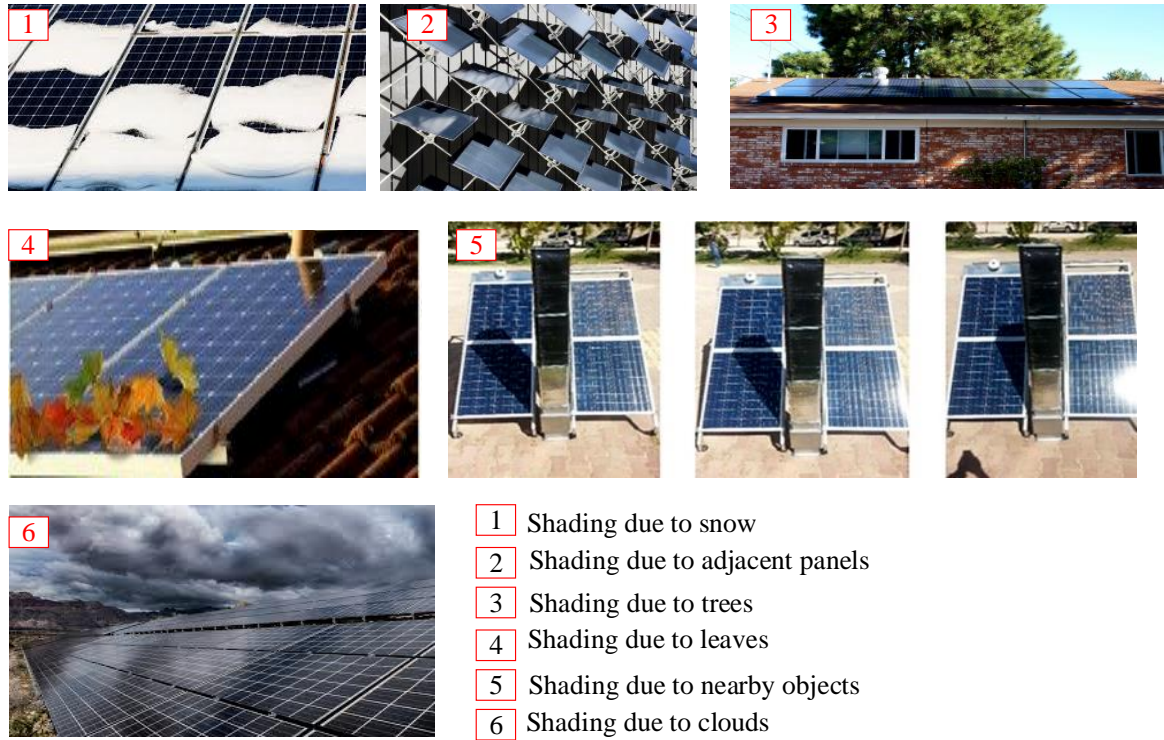 1
2
3
4
5
6
1 Shading due to snow
2 Shading due to adjacent panels
3 Shading due to trees
4 Shading due to leaves
5 Shading due to nearby objects
6 Shading due to clouds